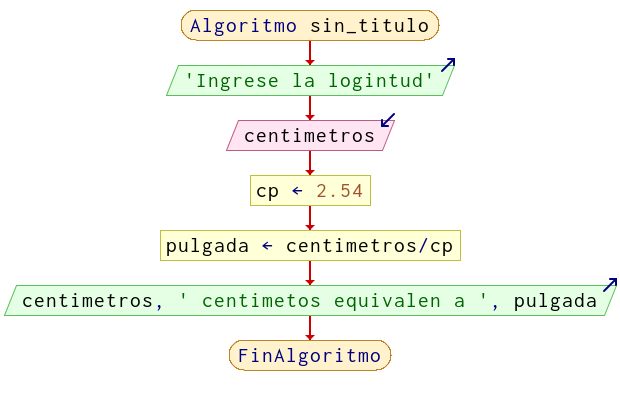 Algoritmo sin_titulo
'Ingrese la logintud'
centimetros
cp ← 2.54
pulgada ← centimetros/cp
centimetros, ' centimetos equivalen a ', pulgada
FinAlgoritmo